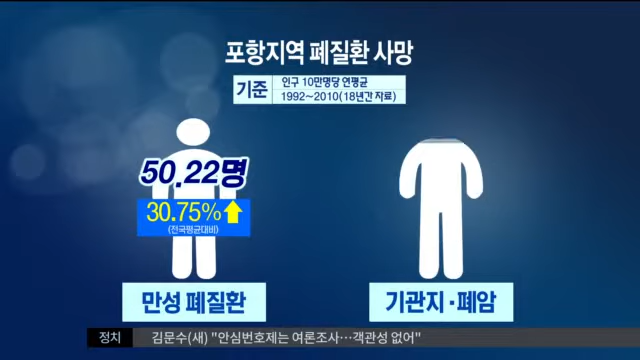 포항지역 폐질환 사망
기준
인구 10만명당 연평균
1992~2010(18년간 자료)
50.22명
30.75%
(전국평균대비)
만성 폐질환
기관지·폐암
정치 김문수(새) "안심번호제는 여론조사…객관성 없어"